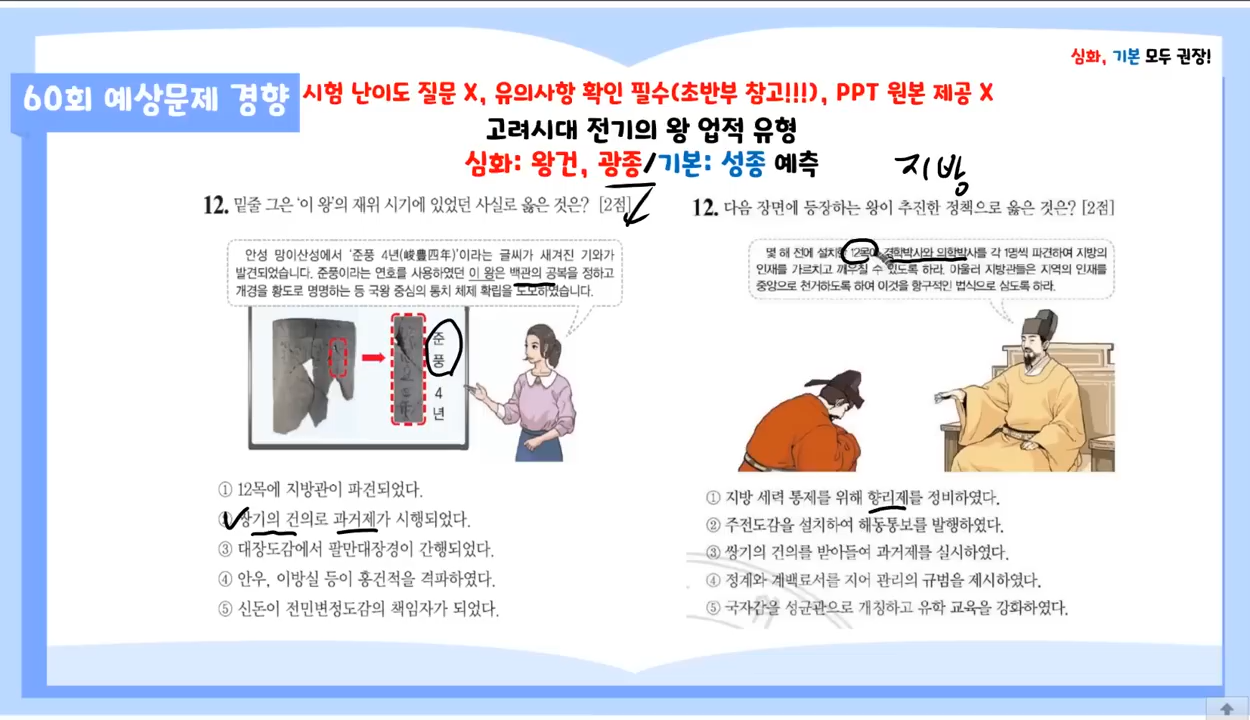 심화, 기본 모두 권장!
60회 예상문제 경향
시험 난이도 질문 X, 유의사항 확인 필수(초반부 참고!!!), PPT 원본 제공 X
고려시대 전기의 왕 업적 유형
심화: 왕건, 광종/기본: 성종 예측
지방
12. 밑줄 그은 '이 왕'의 재위 시기에 있었던 사실로 옳은 것은? [2점]
안성 망이산성에서 '준풍 4년(峻豊四年)'이라는 글씨가 새겨진 기와가
발견되었습니다. 준풍이라는 연호를 사용하였던 이 왕은 백관의 공복을 정하고
개경을 황도로 명명하는 등 국왕 중심의 통치 체제 확립을 도모하였습니다.
준
풍
4
년
① 12목에 지방관이 파견되었다.
② 쌍기의 건의로 과거제가 시행되었다.
③ 대장도감에서 팔만대장경이 간행되었다.
④ 안우, 이방실 등이 홍건적을 격파하였다.
⑤ 신돈이 전민변정도감의 책임자가 되었다.
12. 다음 장면에 등장하는 왕이 추진한 정책으로 옳은 것은? [2점]
몇 해 전에 설치한 12목에 경학박사와 의학박사를 각 1명씩 파견하여 지방의
인재를 가르치고 깨우칠 수 있도록 하라. 아울러 지방관들은 지역의 인재를
중앙으로 천거하도록 하여 이것을 항구적인 법식으로 삼도록 하라.
① 지방 세력 통제를 위해 향리제를 정비하였다.
② 주전도감을 설치하여 해동통보를 발행하였다.
③ 쌍기의 건의를 받아들여 과거제를 실시하였다.
④ 정계와 계백료서를 지어 관리의 규범을 제시하였다.
⑤ 국자감을 성균관으로 개칭하고 유학 교육을 강화하였다.